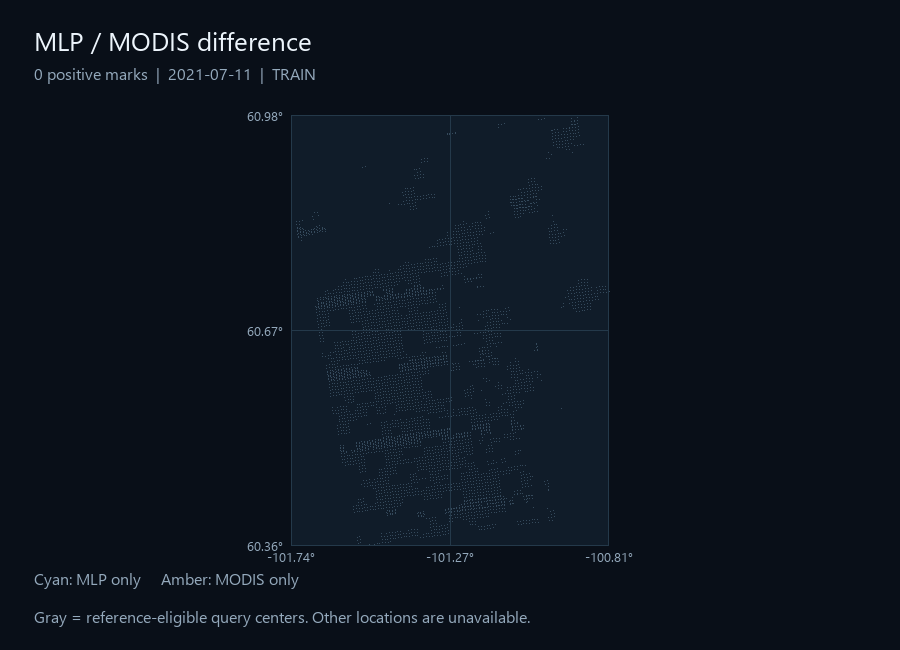 MLP / MODIS difference
0 positive marks | 2021-07-11 | TRAIN
60.98°
60.67°
60.36°
-101.74° -101.27° -100.81°
Cyan: MLP only Amber: MODIS only
Gray = reference-eligible query centers. Other locations are unavailable.